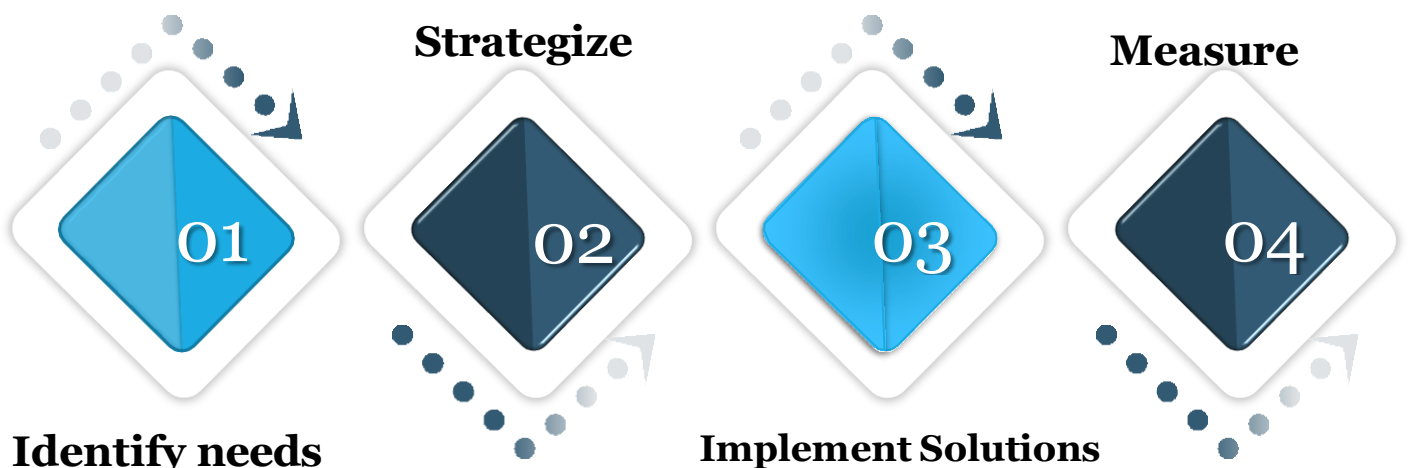 Strategize
Measure
01
02
03
04
Identify needs
Implement Solutions